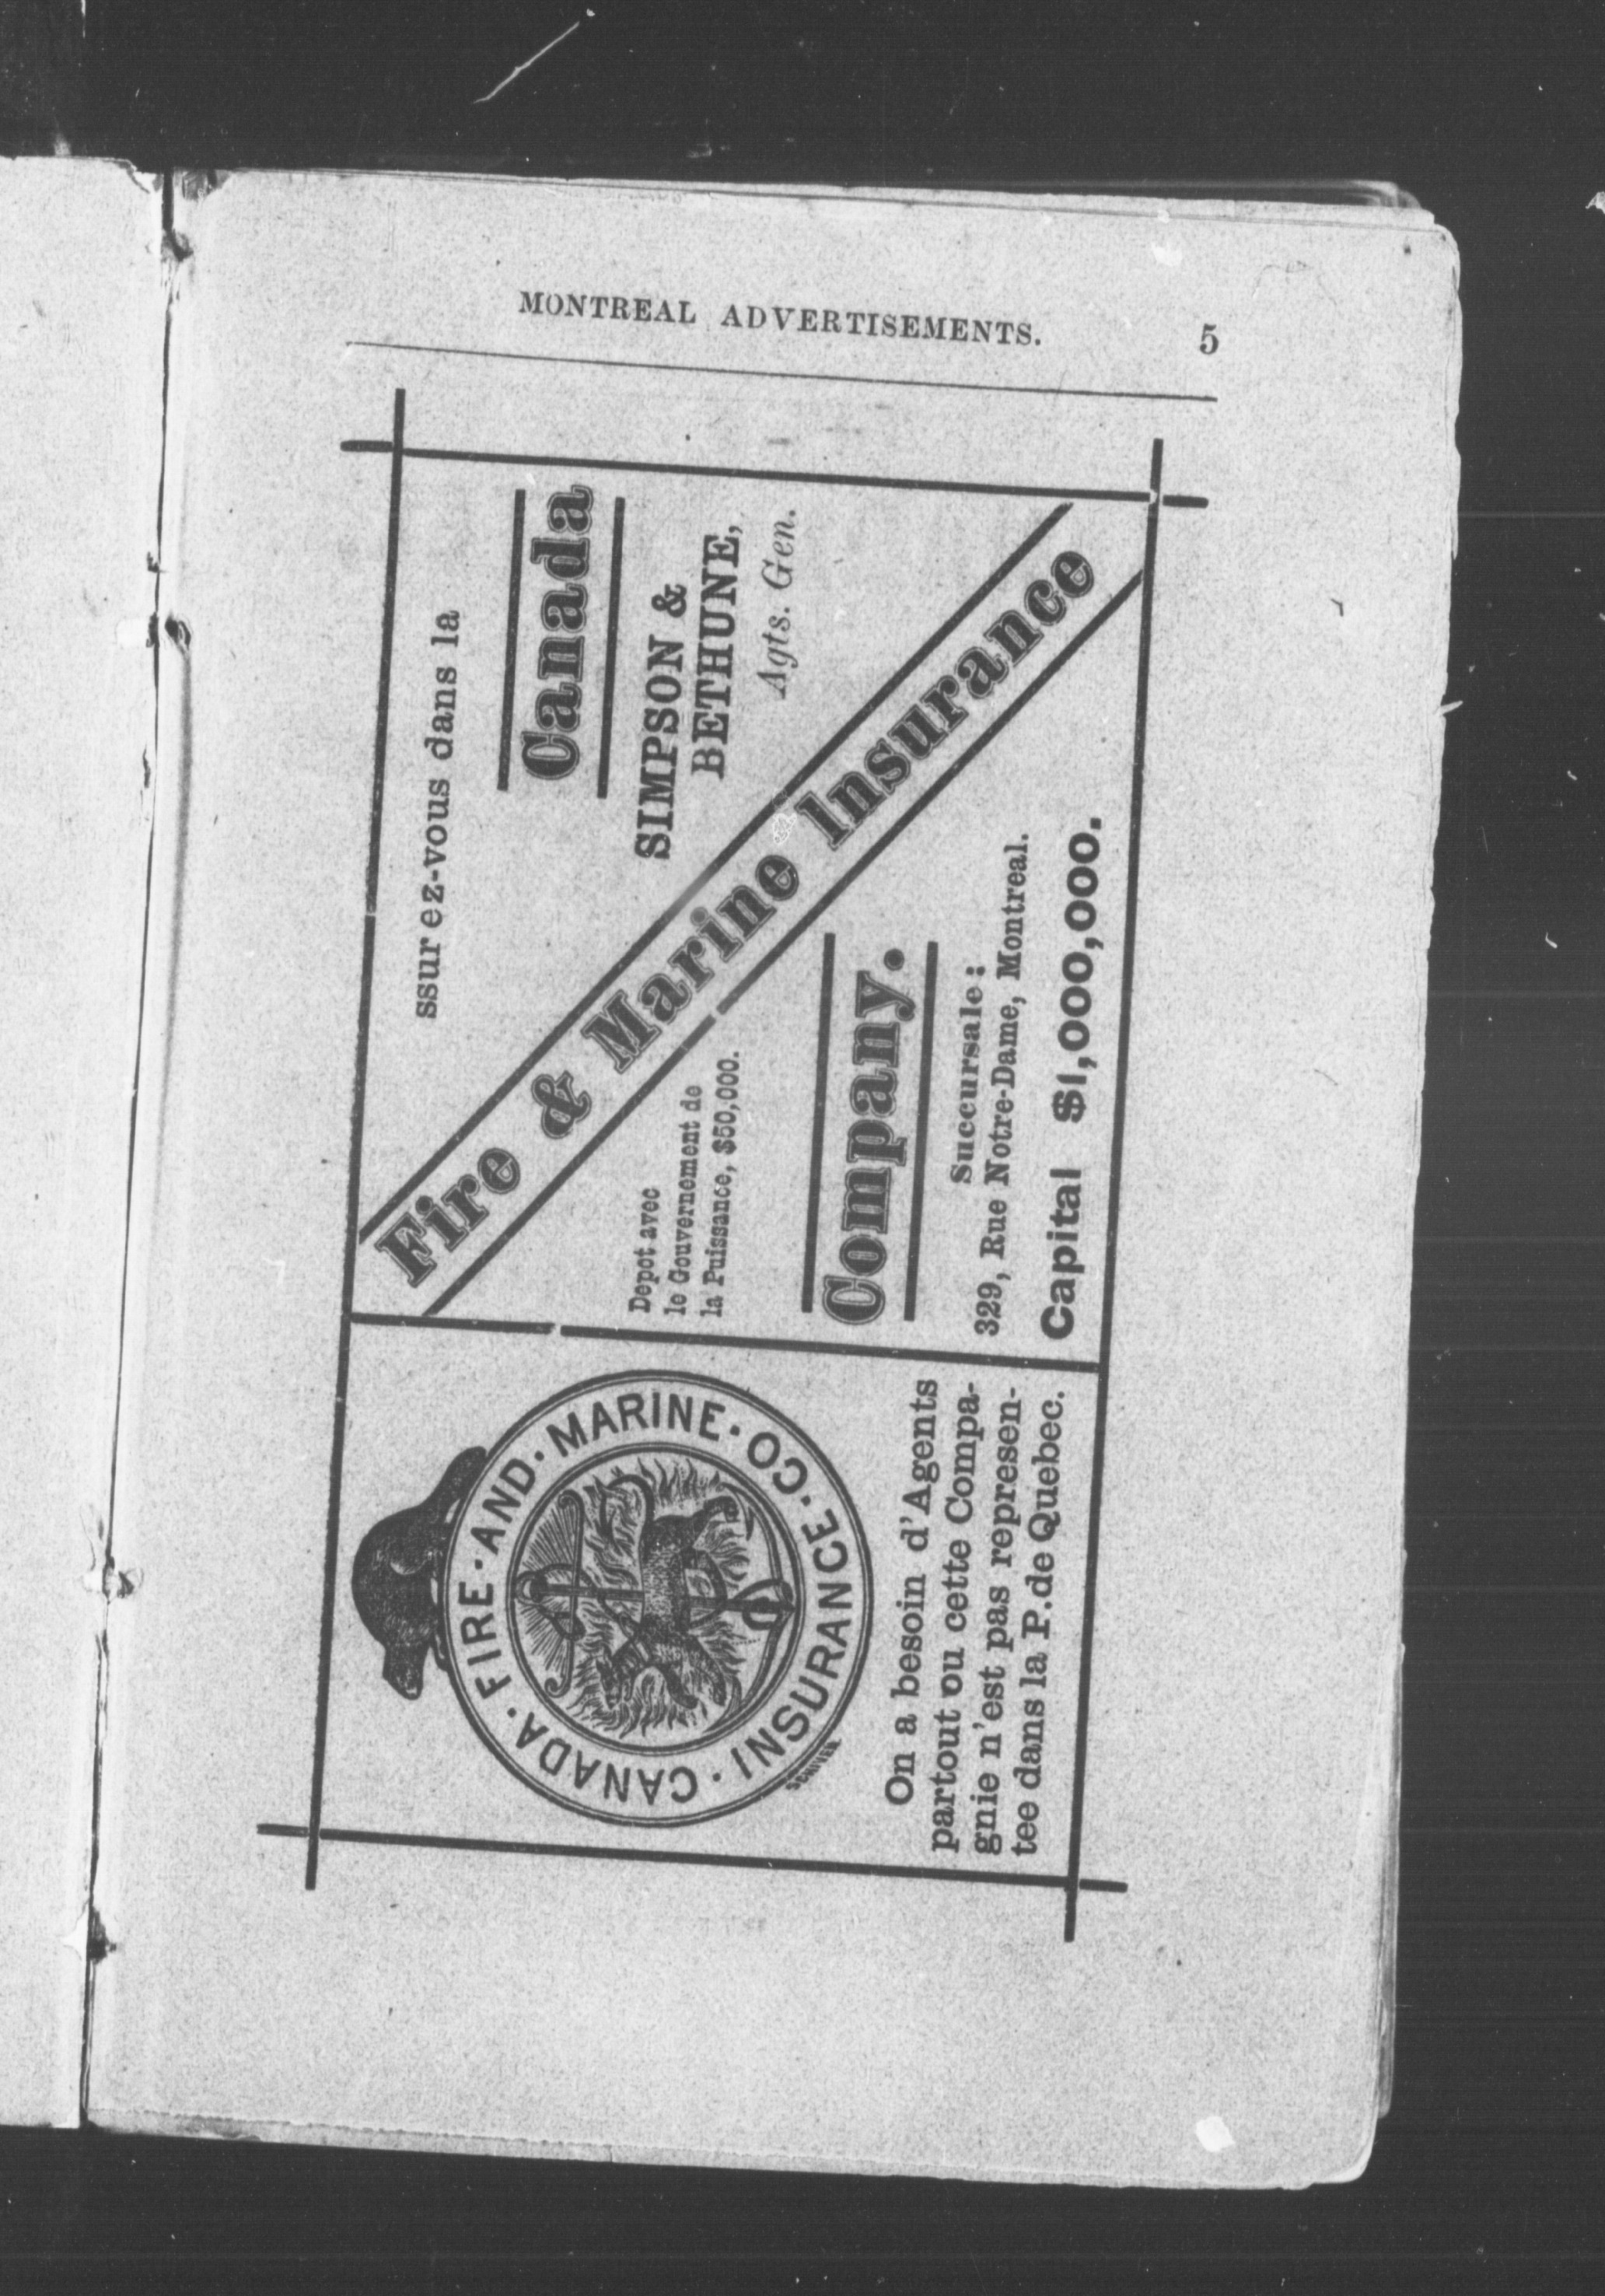 MONTREAL ADVERTISEMENTS. 5
ssurez-vous dans la
Canada
SIMPSON &
BETHUNE,
Agts. Gen.
Fire & Marine Insurance
Depot avec
le Gouvernement de
la Puissance, $50,000.
Company.
Succursale :
329, Rue Notre-Dame, Montreal.
Capital $1,000,000.
CANADA · FIRE · AND · MARINE · INSURANCE · CO ·
SCRIVER
On a besoin d'Agents
partout ou cette Compa-
gnie n'est pas represen-
tee dans la P. de Quebec.